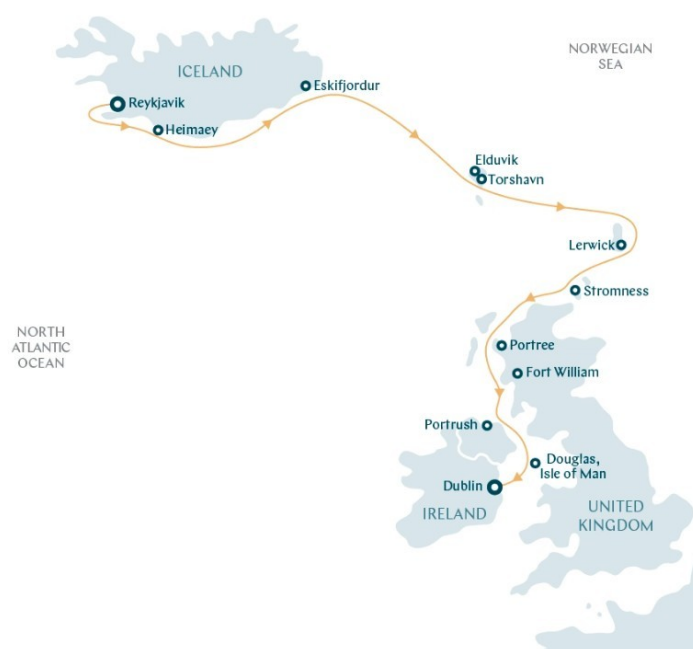 NORWEGIAN
SEA
ICELAND
Eskifjordur
Reykjavik
Heimaey
Elduvik
Torshavn
Lerwick
Stromness
NORTH
ATLANTIC
OCEAN
Portree
Fort William
Portrush
Douglas,
Isle of Man
Dublin
IRELAND
UNITED
KINGDOM